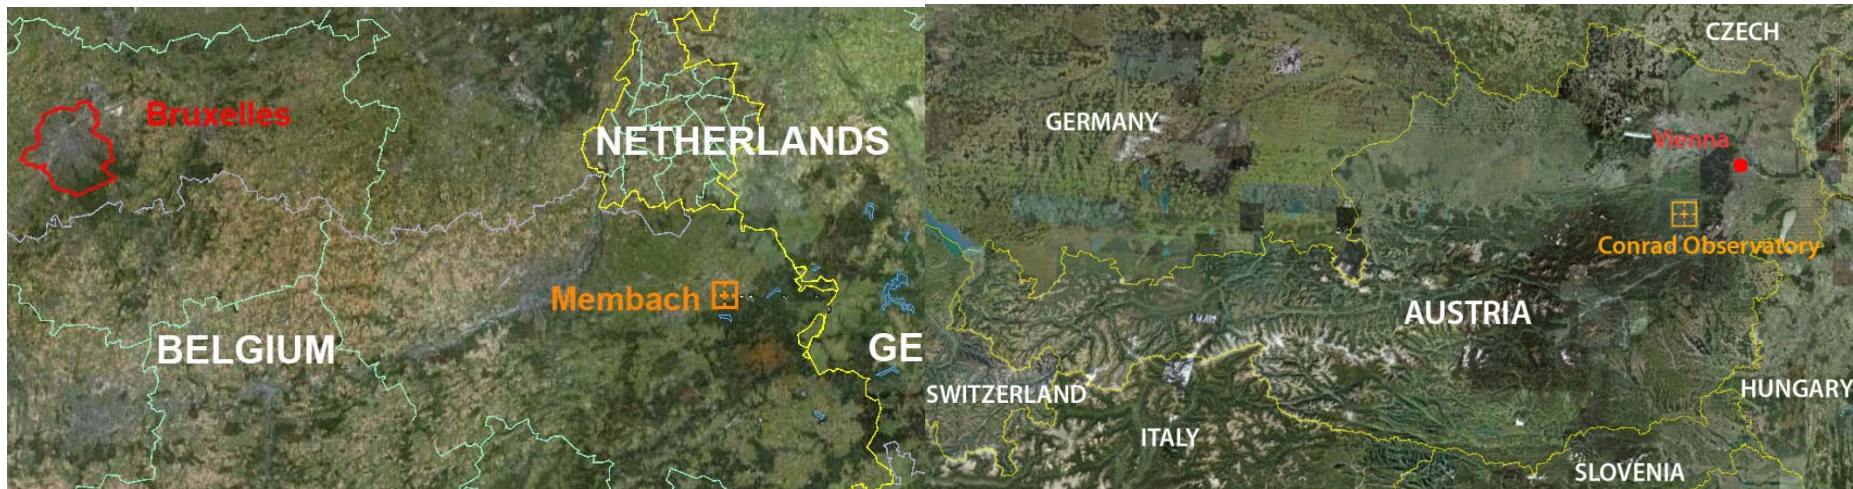 Bruxelles
NETHERLANDS
Membach
BELGIUM
GE
CZECH
GERMANY
Vienna
Conrad Observatory
AUSTRIA
SWITZERLAND
HUNGARY
ITALY
SLOVENIA